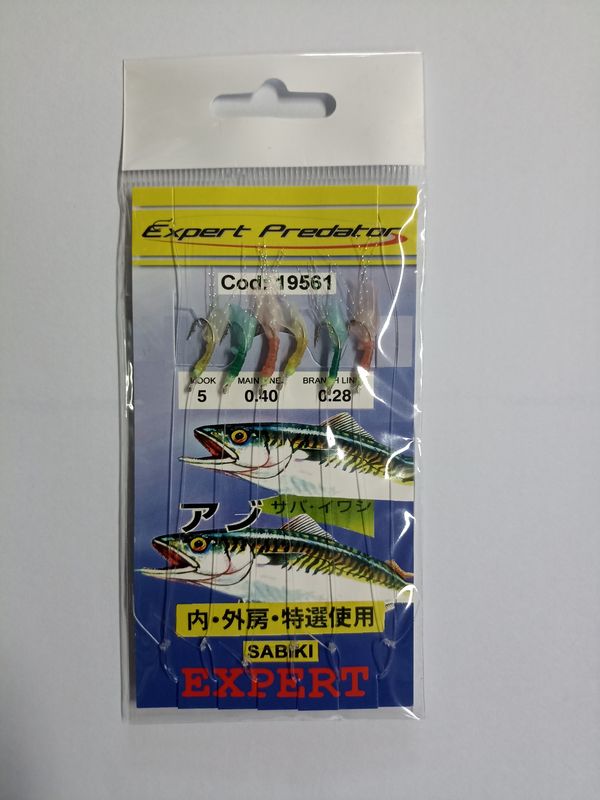 Expert Predator
Cod: 19561
HOOK MAIN LINE BRANCH LINE
5 0.40 0.28
アジ サバ・イワシ
内・外房・特選使用
SABIKI
EXPERT